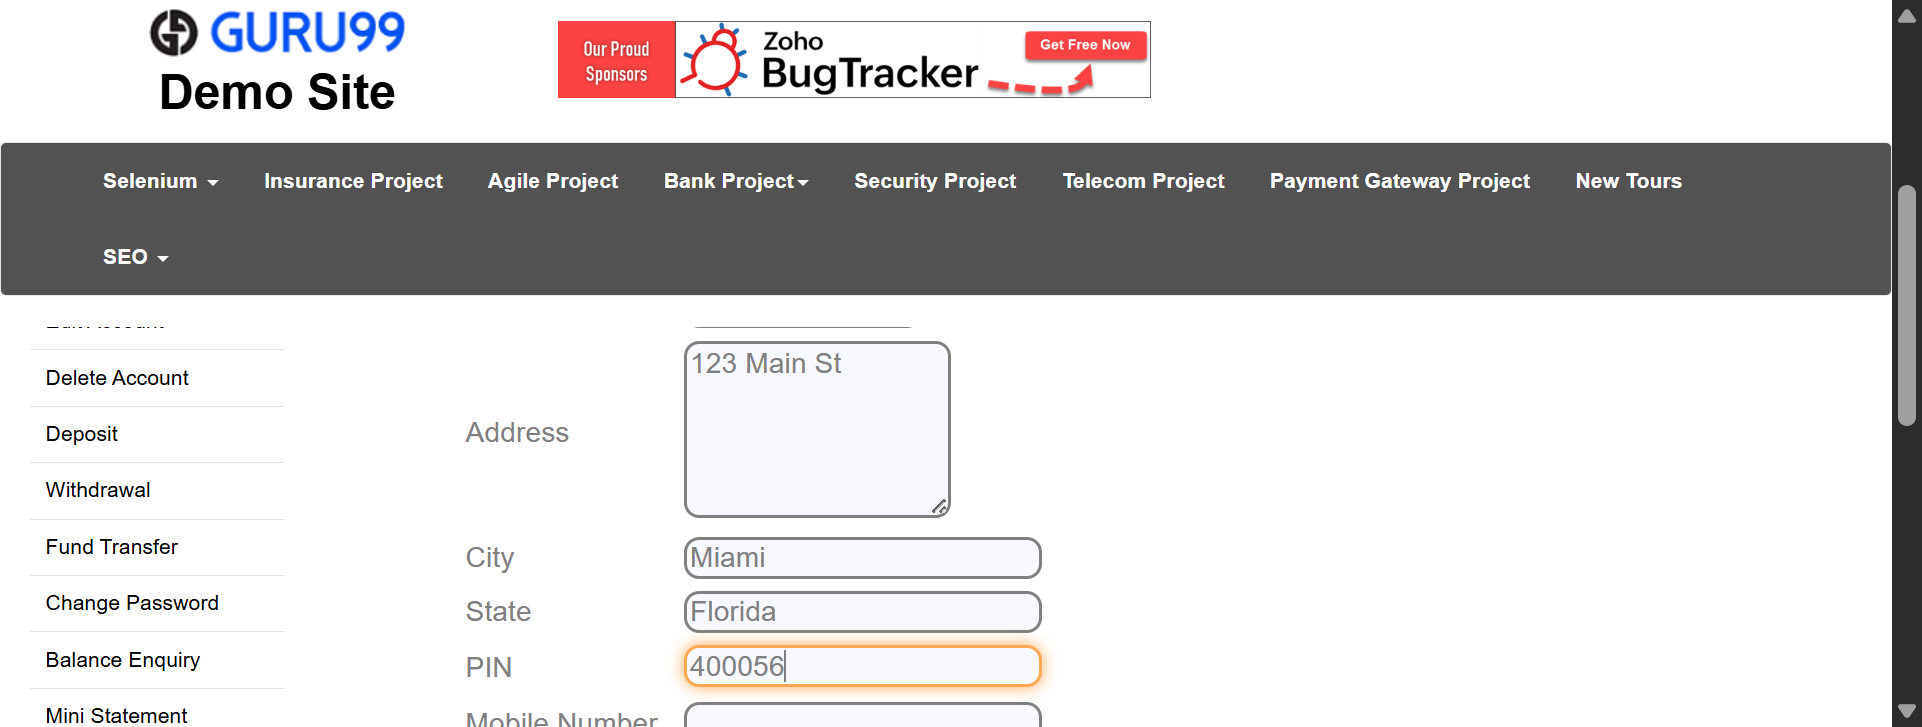 GURU99
Demo Site
Our Proud
Sponsors
Zoho
BugTracker
Get Free Now
Selenium
Insurance Project
Agile Project
Bank Project
Security Project
Telecom Project
Payment Gateway Project
New Tours
SEO
Delete Account
Deposit
Withdrawal
Fund Transfer
Change Password
Balance Enquiry
Mini Statement
Address
123 Main St
City
Miami
State
Florida
PIN
400056
Mobile Number